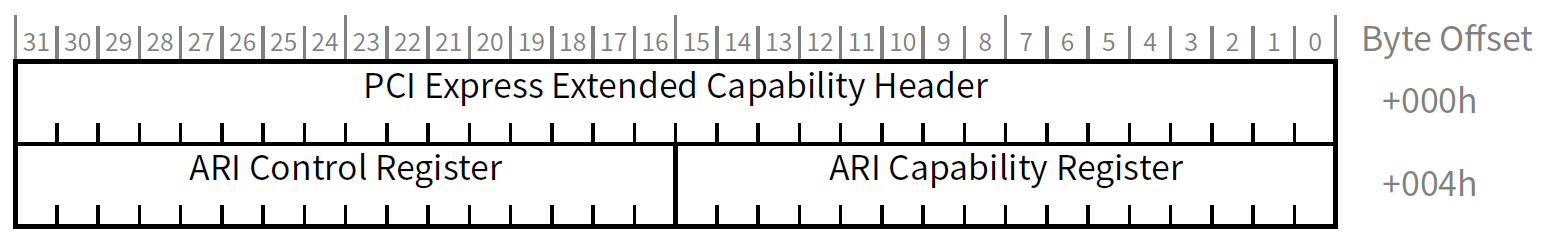 31 30 29 28 27 26 25 24 23 22 21 20 19 18 17 16 15 14 13 12 11 10 9 8 7 6 5 4 3 2 1 0 Byte Offset
PCI Express Extended Capability Header +000h
ARI Control Register ARI Capability Register +004h